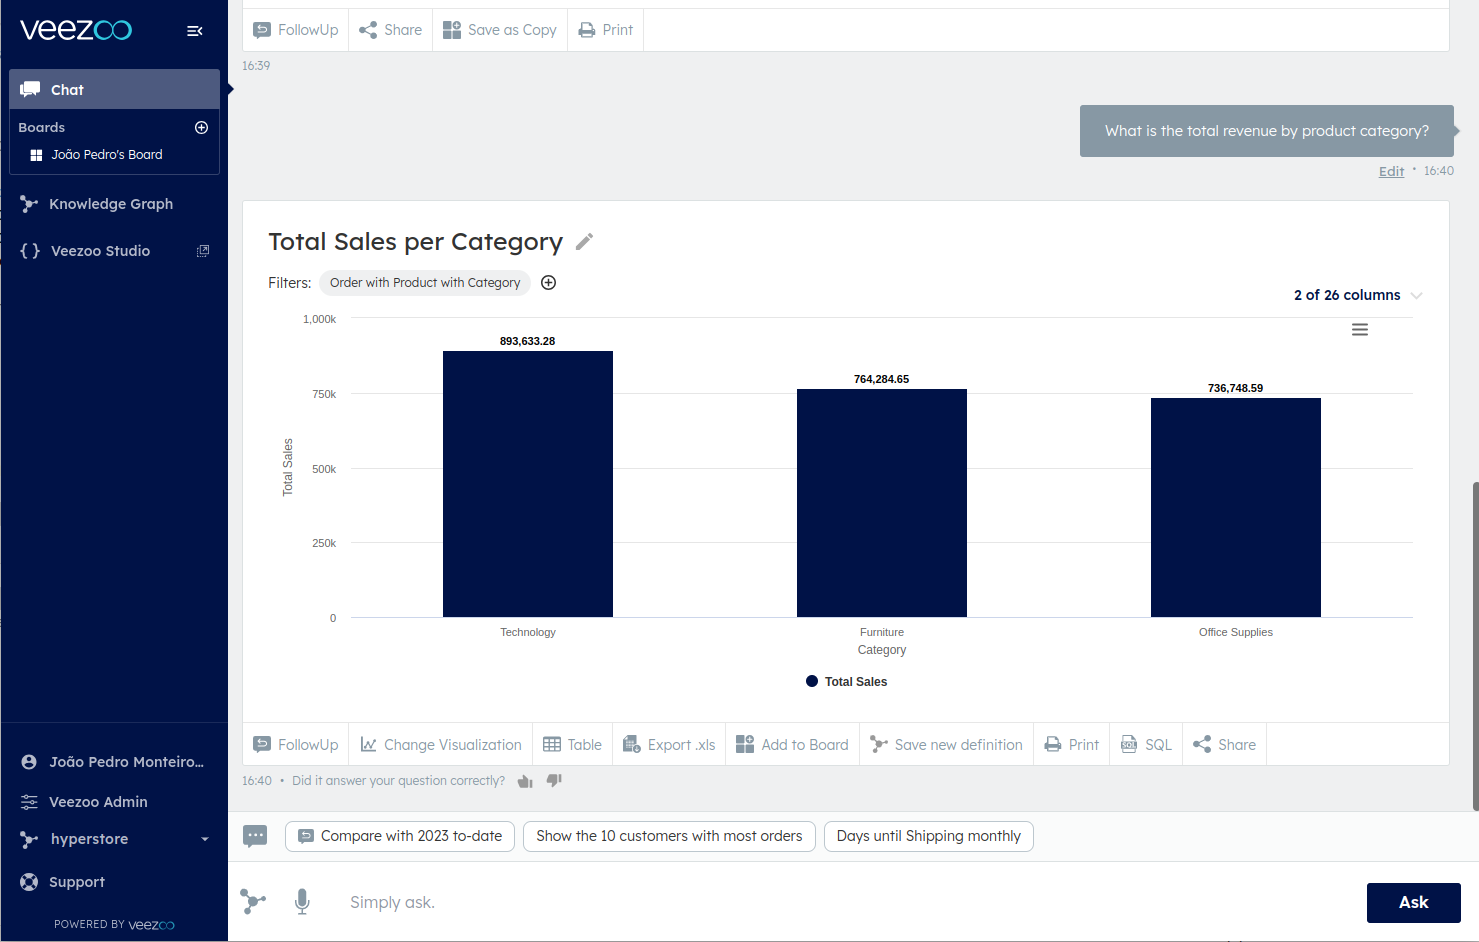 veezoo
Chat
Boards
João Pedro's Board
Knowledge Graph
Veezoo Studio
João Pedro Monteiro...
Veezoo Admin
hyperstore
Support
POWERED BY veezoo
FollowUp
Share
Save as Copy
Print
16:39
What is the total revenue by product category?
Edit • 16:40
Total Sales per Category
Filters: Order with Product with Category
2 of 26 columns
1,000k
750k
500k
250k
0
Total Sales
893,633.28
764,284.65
736,748.59
Technology
Furniture
Office Supplies
Category
Total Sales
FollowUp
Change Visualization
Table
Export .xls
Add to Board
Save new definition
Print
SQL SQL
Share
16:40 • Did it answer your question correctly?
Compare with 2023 to-date
Show the 10 customers with most orders
Days until Shipping monthly
Simply ask.
Ask